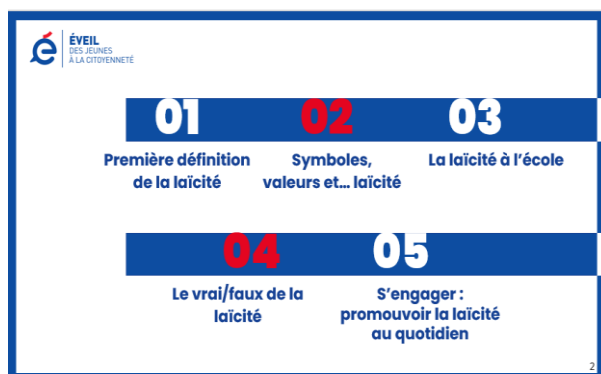 ÉVEIL
DES JEUNES
À LA CITOYENNETÉ
01
Première définition
de la laïcité
02
Symboles,
valeurs et... laïcité
03
La laïcité à l'école
04
Le vrai/faux de la
laïcité
05
S'engager :
promouvoir la laïcité
au quotidien
2